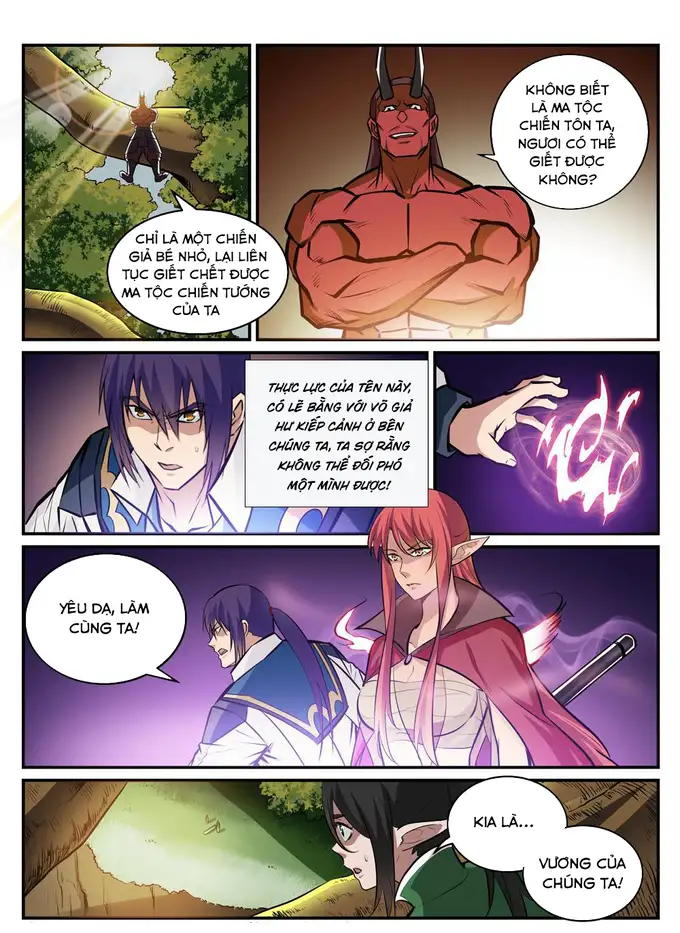 CHỈ LÀ MỘT CHIẾN
GIẢ BÉ NHỎ, LẠI LIÊN
TỤC GIẾT CHẾT ĐƯỢC
MA TỘC CHIẾN TƯỚNG
CỦA TA
KHÔNG BIẾT
LÀ MA TỘC
CHIẾN TÔN TA,
NGƯƠI CÓ THỂ
GIẾT ĐƯỢC
KHÔNG?
THỰC LỰC CỦA TÊN NÀY,
CÓ LẼ BẰNG VỚI VÕ GIẢ
HƯ KIẾP CẢNH Ở BÊN
CHÚNG TA, TA SỢ RẰNG
KHÔNG THỂ ĐỐI PHÓ
MỘT MÌNH ĐƯỢC!
YÊU DẠ, LÀM
CÙNG TA!
KIA LÀ...
VƯƠNG CỦA
CHÚNG TA!